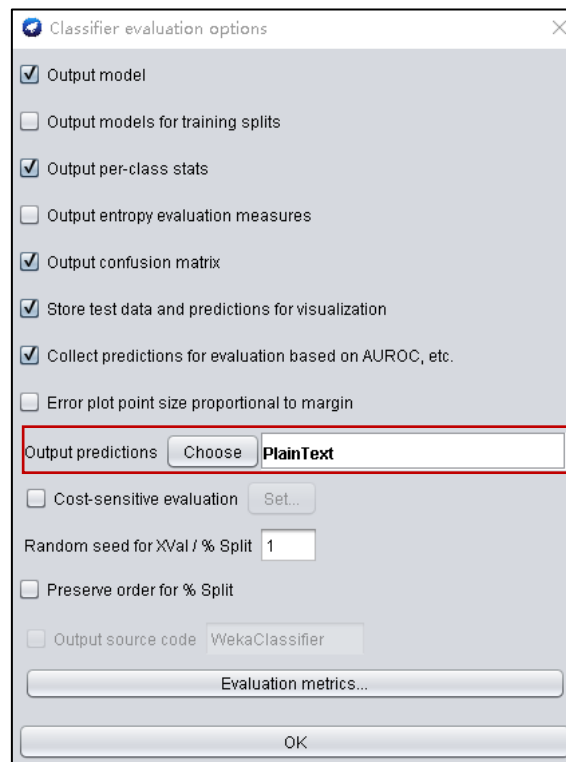 Classifier evaluation options
Output model
Output models for training splits
Output per-class stats
Output entropy evaluation measures
Output confusion matrix
Store test data and predictions for visualization
Collect predictions for evaluation based on AUROC, etc.
Error plot point size proportional to margin
Output predictions Choose PlainText
Cost-sensitive evaluation Set...
Random seed for XVal / % Split 1
Preserve order for % Split
Output source code WekaClassifier
Evaluation metrics...
OK